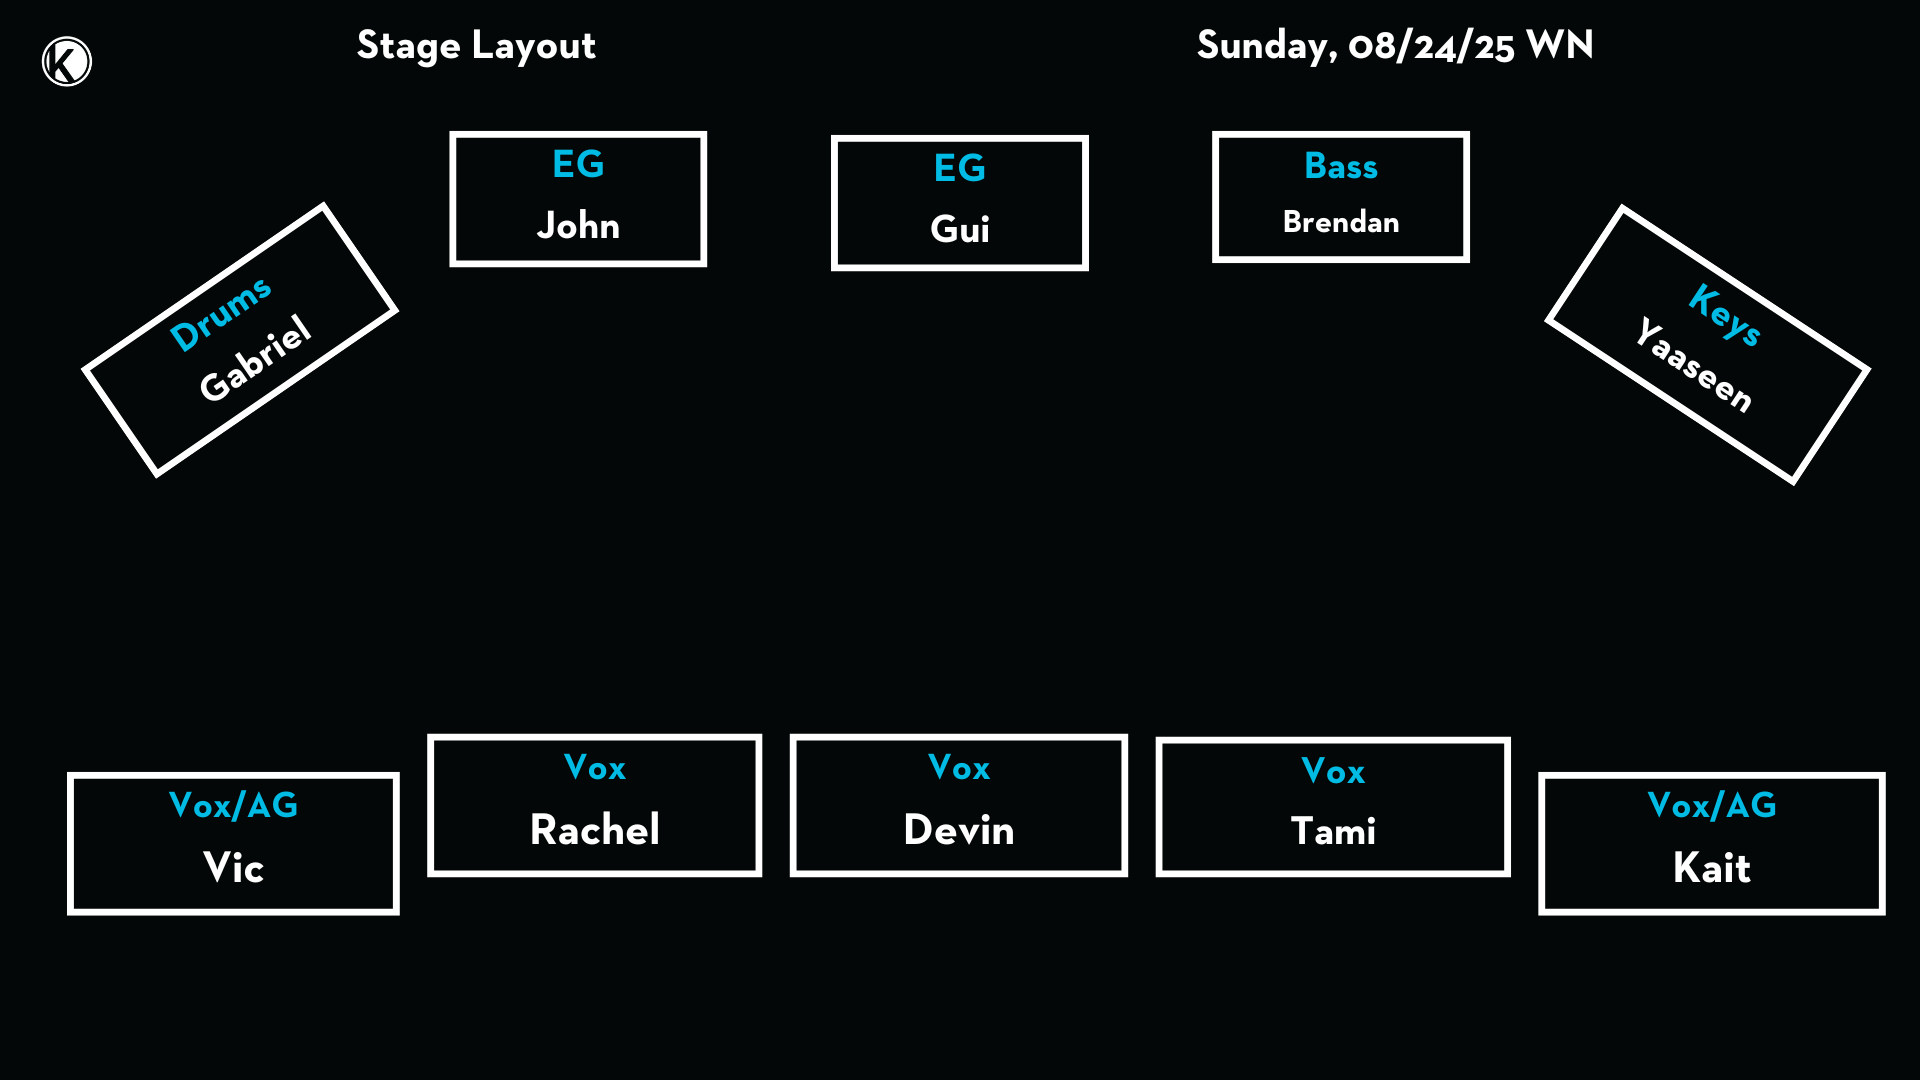 K
Stage Layout
Sunday, 08/24/25 WN
EG
John
EG
Gui
Bass
Brendan
Drums
Gabriel
Keys
Yaaseen
Vox/AG
Vic
Vox
Rachel
Vox
Devin
Vox
Tami
Vox/AG
Kait